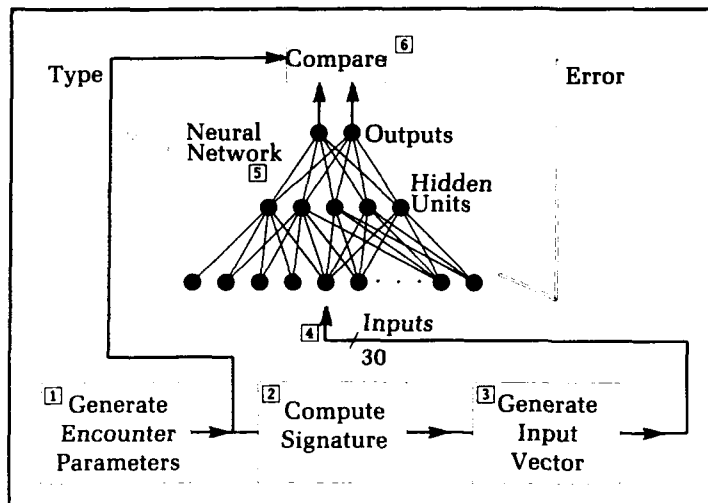 6
Compare
Type
Error
Neural
Network
5
Outputs
Hidden
Units
4
Inputs
30
1
Generate
Encounter
Parameters
2
Compute
Signature
3
Generate
Input
Vector